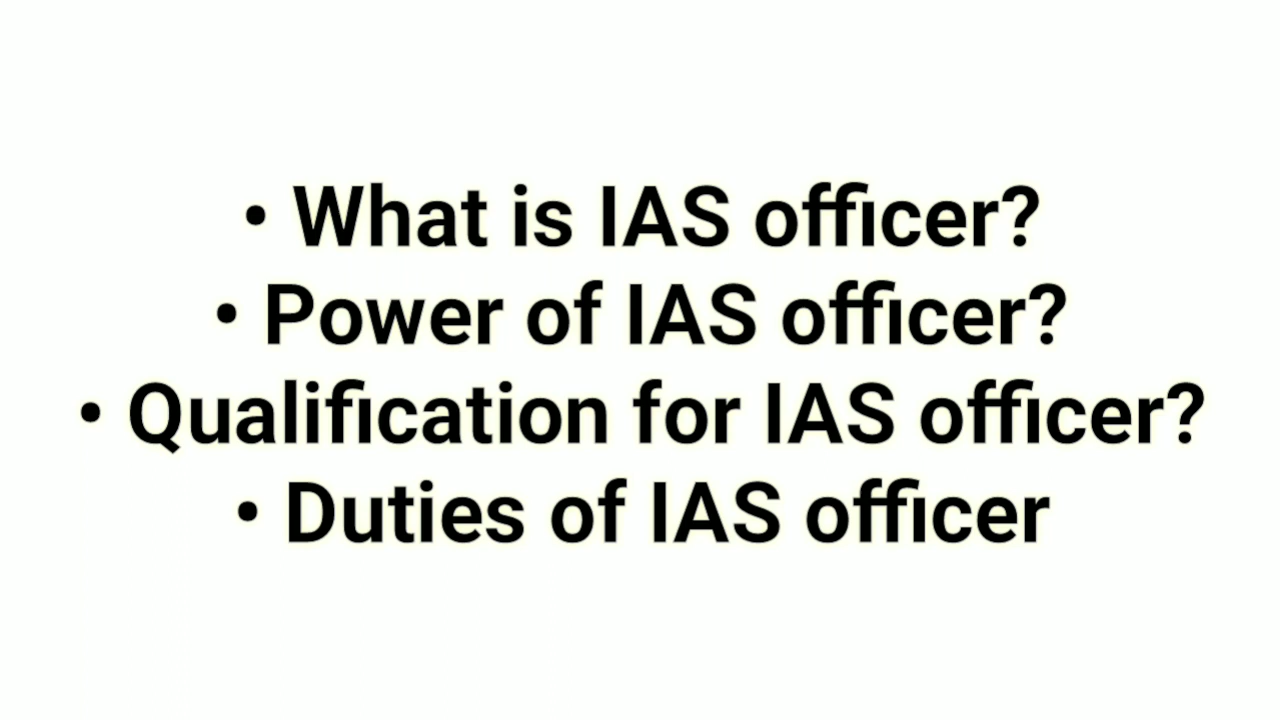 • What is IAS officer?
• Power of IAS officer?
• Qualification for IAS officer?
• Duties of IAS officer